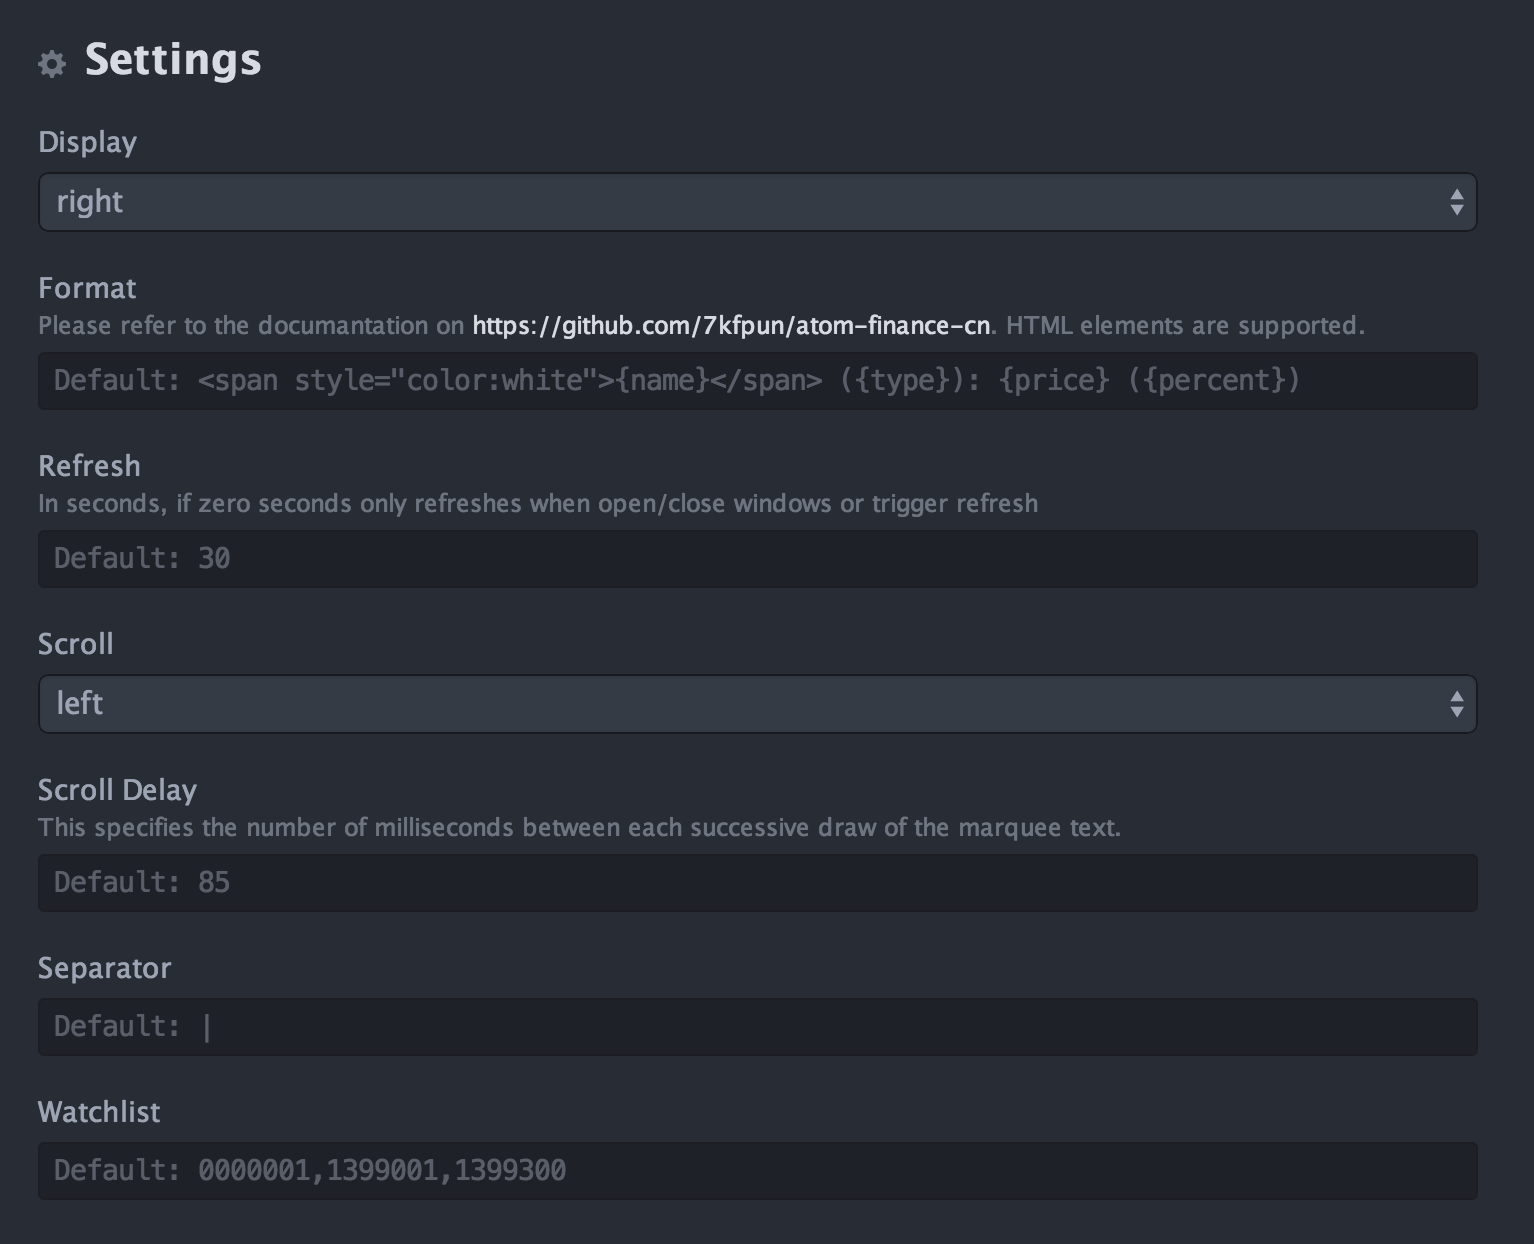 Settings
Display
right
Format
Please refer to the documantation on https://github.com/7kfpun/atom-finance-cn. HTML elements are supported.
Default: <span style="color:white">{name}</span> ({type}): {price} ({percent})
Refresh
In seconds, if zero seconds only refreshes when open/close windows or trigger refresh
Default: 30
Scroll
left
Scroll Delay
This specifies the number of milliseconds between each successive draw of the marquee text.
Default: 85
Separator
Default: |
Watchlist
Default: 0000001,1399001,1399300